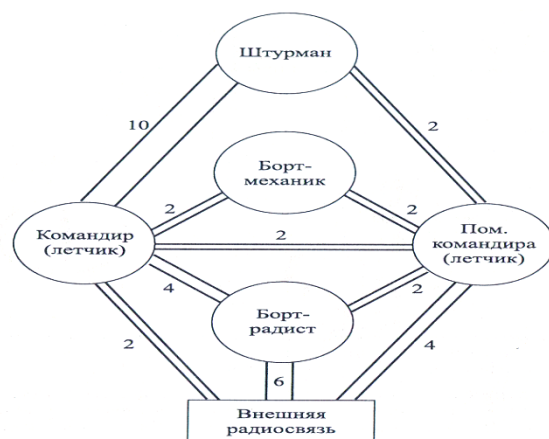 Штурман
10
2
Борт-
механик
2
2
Командир
(летчик)
2
Пом.
командира
(летчик)
4
2
Борт-
радист
2
4
6
Внешняя
радиосвязь